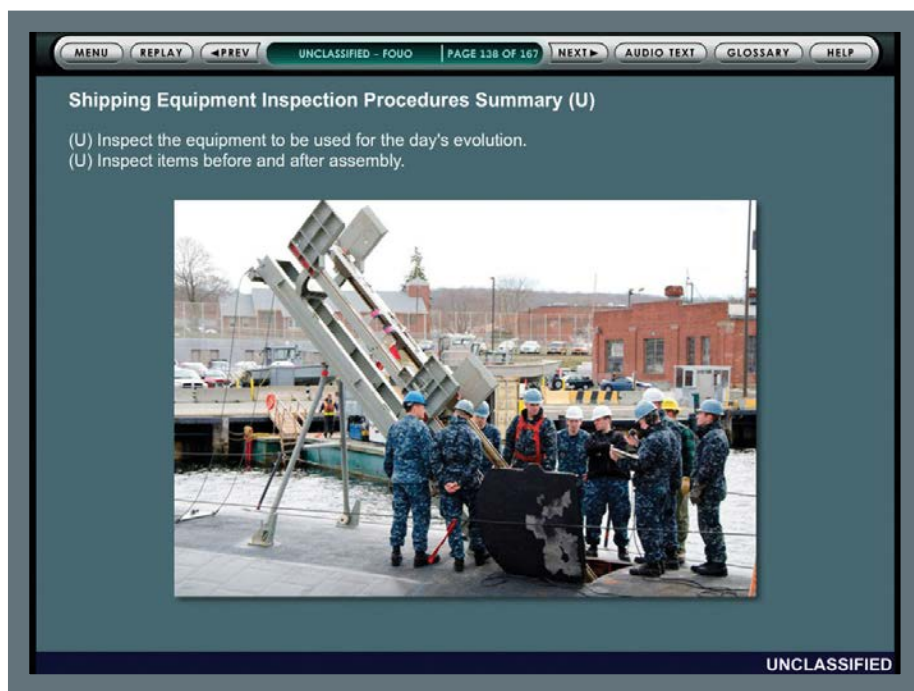 MENU REPLAY ◄PREV UNCLASSIFIED - FOUO PAGE 138 OF 167 NEXT► AUDIO TEXT GLOSSARY HELP
Shipping Equipment Inspection Procedures Summary (U)
(U) Inspect the equipment to be used for the day's evolution.
(U) Inspect items before and after assembly.
UNCLASSIFIED